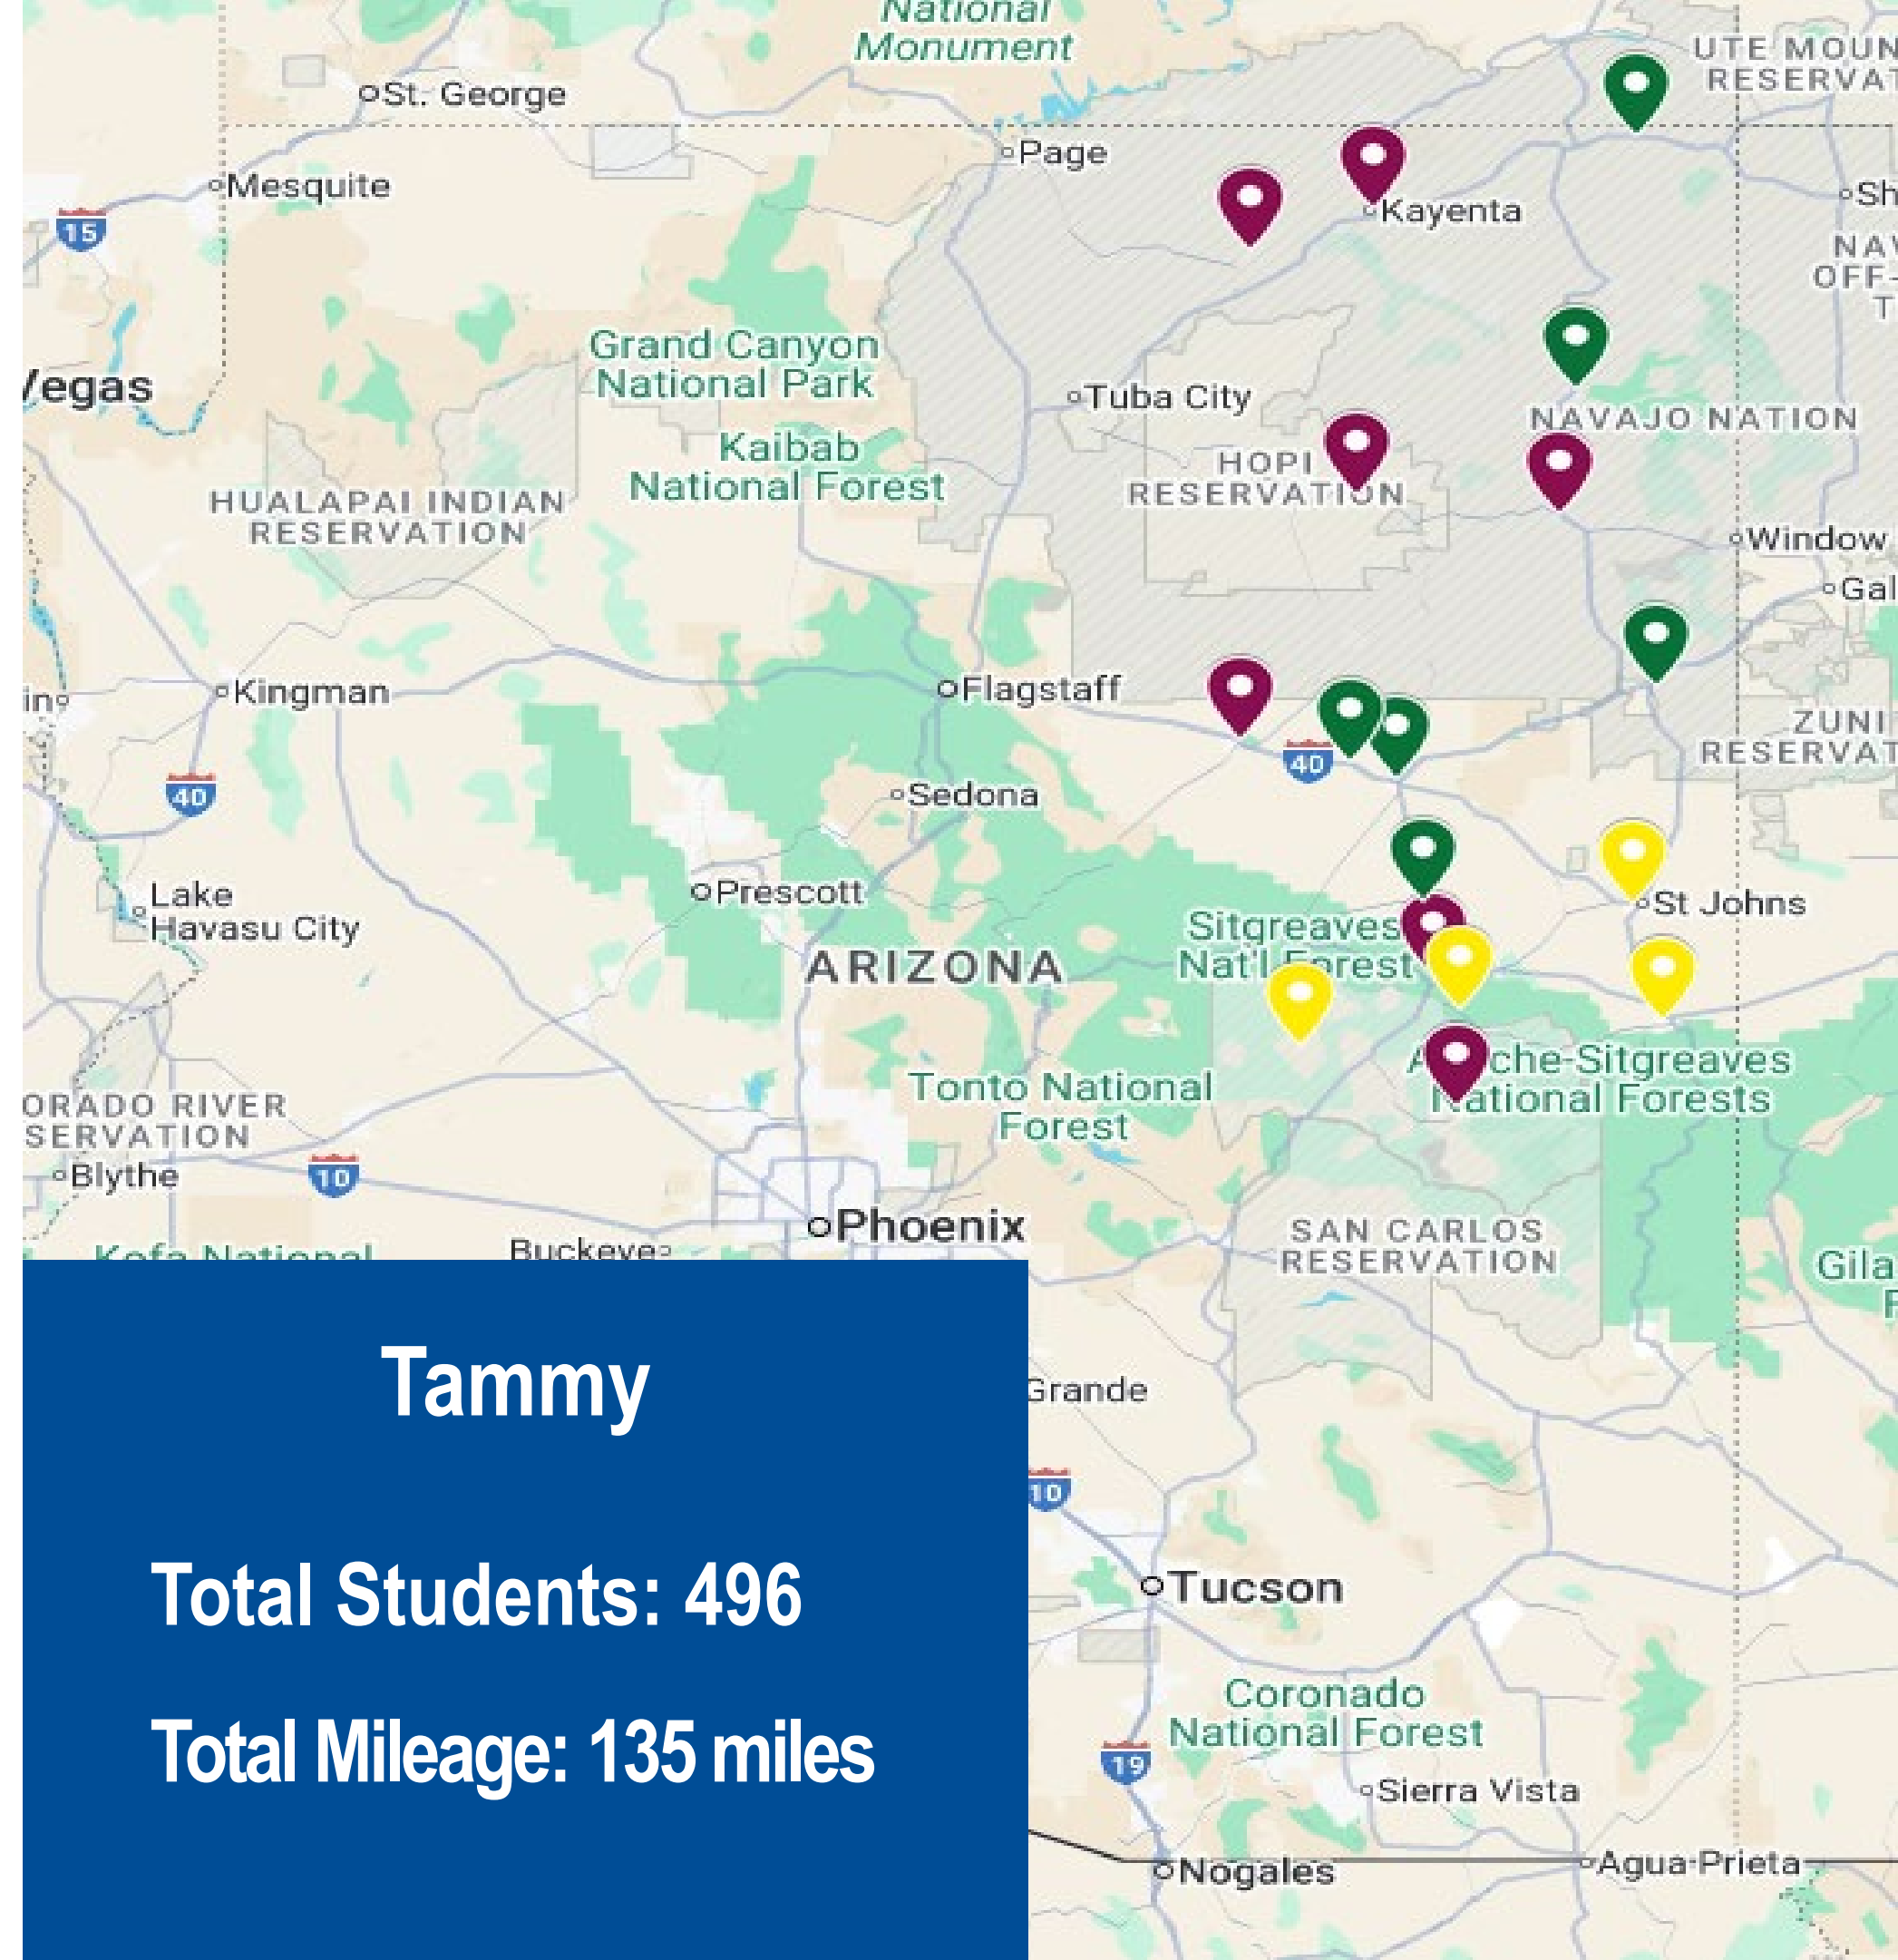 National
Monument
UTE MOUN
RESERVAT
St. George
Page
Mesquite
Sh
Kayenta
15
NAV
OFF-
T
Grand Canyon
National Park
Vegas
Tuba City
NAVAJO NATION
Kaibab
National Forest
HOPI
RESERVATION
HUALAPAI INDIAN
RESERVATION
Window
Gal
in
Kingman
Flagstaff
ZUNI
RESERVAT
40
40
Sedona
Lake
Havasu City
Prescott
St Johns
Sitgreaves
Nat'l Forest
ARIZONA
che-Sitgreaves
National Forests
Tonto National
Forest
ORADO RIVER
SERVATION
Blythe
10
Phoenix
SAN CARLOS
RESERVATION
Kofa National
Buckeye
Gila
F
Tammy
Grande
10
Total Students: 496
Tucson
Coronado
National Forest
Total Mileage: 135 miles
19
Sierra Vista
Nogales
Agua Prieta